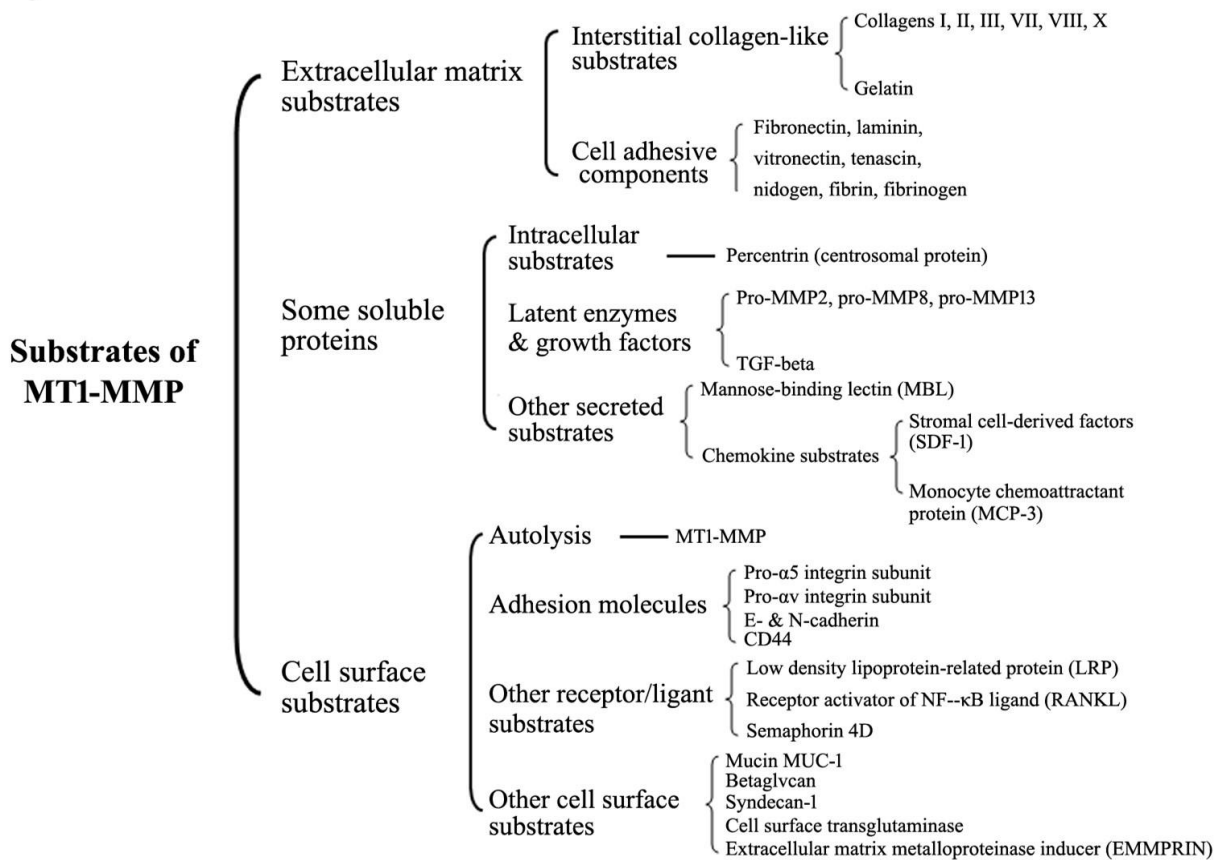 Substrates of
MT1-MMP
Extracellular matrix
substrates
Interstitial collagen-like
substrates
Collagens I, II, III, VII, VIII, X
Gelatin
Cell adhesive
components
Fibronectin, laminin,
vitronectin, tenascin,
nidogen, fibrin, fibrinogen
Some soluble
proteins
Intracellular
substrates
Percentrin (centrosomal protein)
Latent enzymes
& growth factors
Pro-MMP2, pro-MMP8, pro-MMP13
TGF-beta
Other secreted
substrates
Mannose-binding lectin (MBL)
Chemokine substrates
Stromal cell-derived factors
(SDF-1)
Monocyte chemoattractant
protein (MCP-3)
Cell surface
substrates
Autolysis
MT1-MMP
Adhesion molecules
Pro-α5 integrin subunit
Pro-αv integrin subunit
E- & N-cadherin
CD44
Other receptor/ligant
substrates
Low density lipoprotein-related protein (LRP)
Receptor activator of NF--κB ligand (RANKL)
Semaphorin 4D
Other cell surface
substrates
Mucin MUC-1
Betaglvcan
Syndecan-1
Cell surface transglutaminase
Extracellular matrix metalloproteinase inducer (EMMPRIN)